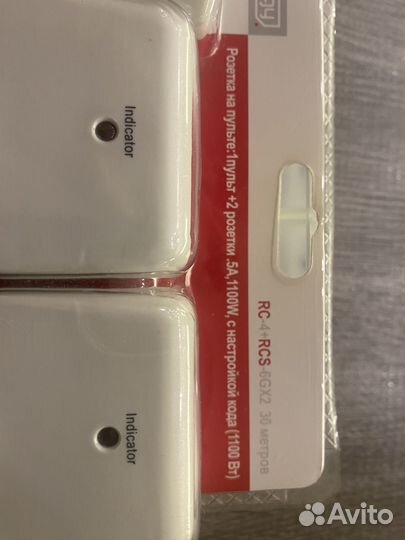 Розетка на пульте:1пульт +2 розетки ,5А,1100W, с настройкой кода (1100 Вт)
RC-4+RCS-6GX2 30 метров
Indicator
Indicator
Avito